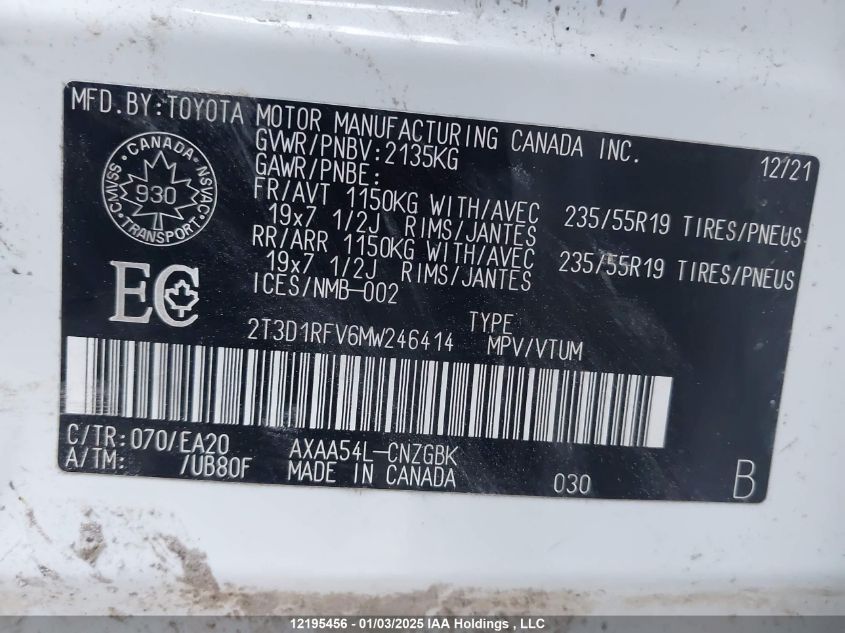 MFD.BY:TOYOTA MOTOR MANUFACTURING CANADA INC.
12/21
GVWR/PNBV:2135KG
GAWR/PNBE:
FR/AVT 1150KG WITH/AVEC 235/55R19 TIRES/PNEUS
19x7 1/2J RIMS/JANTES
RR/ARR 1150KG WITH/AVEC 235/55R19 TIRES/PNEUS
19x7 1/2J RIMS/JANTES
ICES/NMB-002
CANADA
CMVSS
930
NSVAC
TRANSPORT
EC
2T3D1RFV6MW246414
TYPE
MPV/VTUM
C/TR:070/EA20 AXAA54L-CNZGBK
A/TM: /UB80F MADE IN CANADA 030 B
12195456 - 01/03/2025 IAA Holdings , LLC